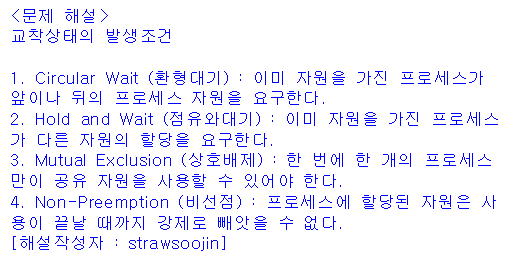 <문제 해설>
교착상태의 발생조건
1. Circular Wait (환형대기) : 이미 자원을 가진 프로세스가
앞이나 뒤의 프로세스 자원을 요구한다.
2. Hold and Wait (점유와대기) : 이미 자원을 가진 프로세스
가 다른 자원의 할당을 요구한다.
3. Mutual Exclusion (상호배제) : 한 번에 한 개의 프로세스
만이 공유 자원을 사용할 수 있어야 한다.
4. Non-Preemption (비선점) : 프로세스에 할당된 자원은 사
용이 끝날 때까지 강제로 빼앗을 수 없다.
[해설작성자 : strawsoojin]